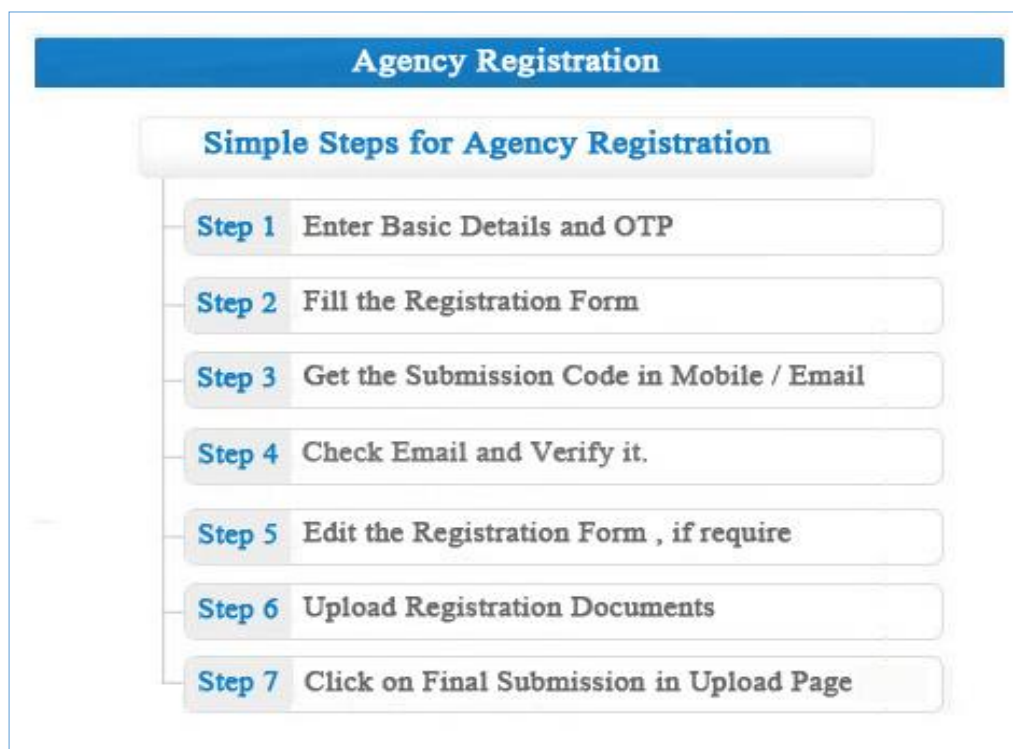 Agency Registration
Simple Steps for Agency Registration
Step 1 Enter Basic Details and OTP
Step 2 Fill the Registration Form
Step 3 Get the Submission Code in Mobile / Email
Step 4 Check Email and Verify it.
Step 5 Edit the Registration Form , if require
Step 6 Upload Registration Documents
Step 7 Click on Final Submission in Upload Page